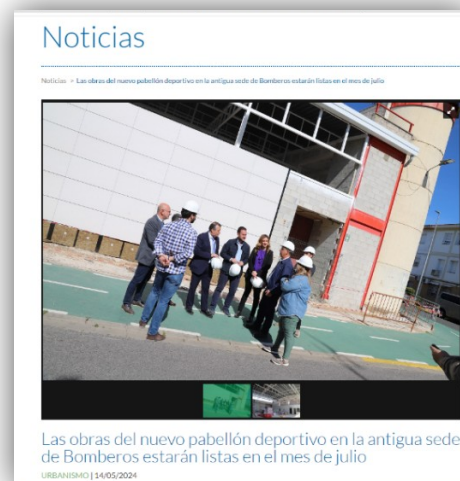 Noticias
Noticias > Las obras del nuevo pabellón deportivo en la antigua sede de Bomberos estarán listas en el mes de julio
Las obras del nuevo pabellón deportivo en la antigua sede
de Bomberos estarán listas en el mes de julio
URBANISMO | 14/05/2024